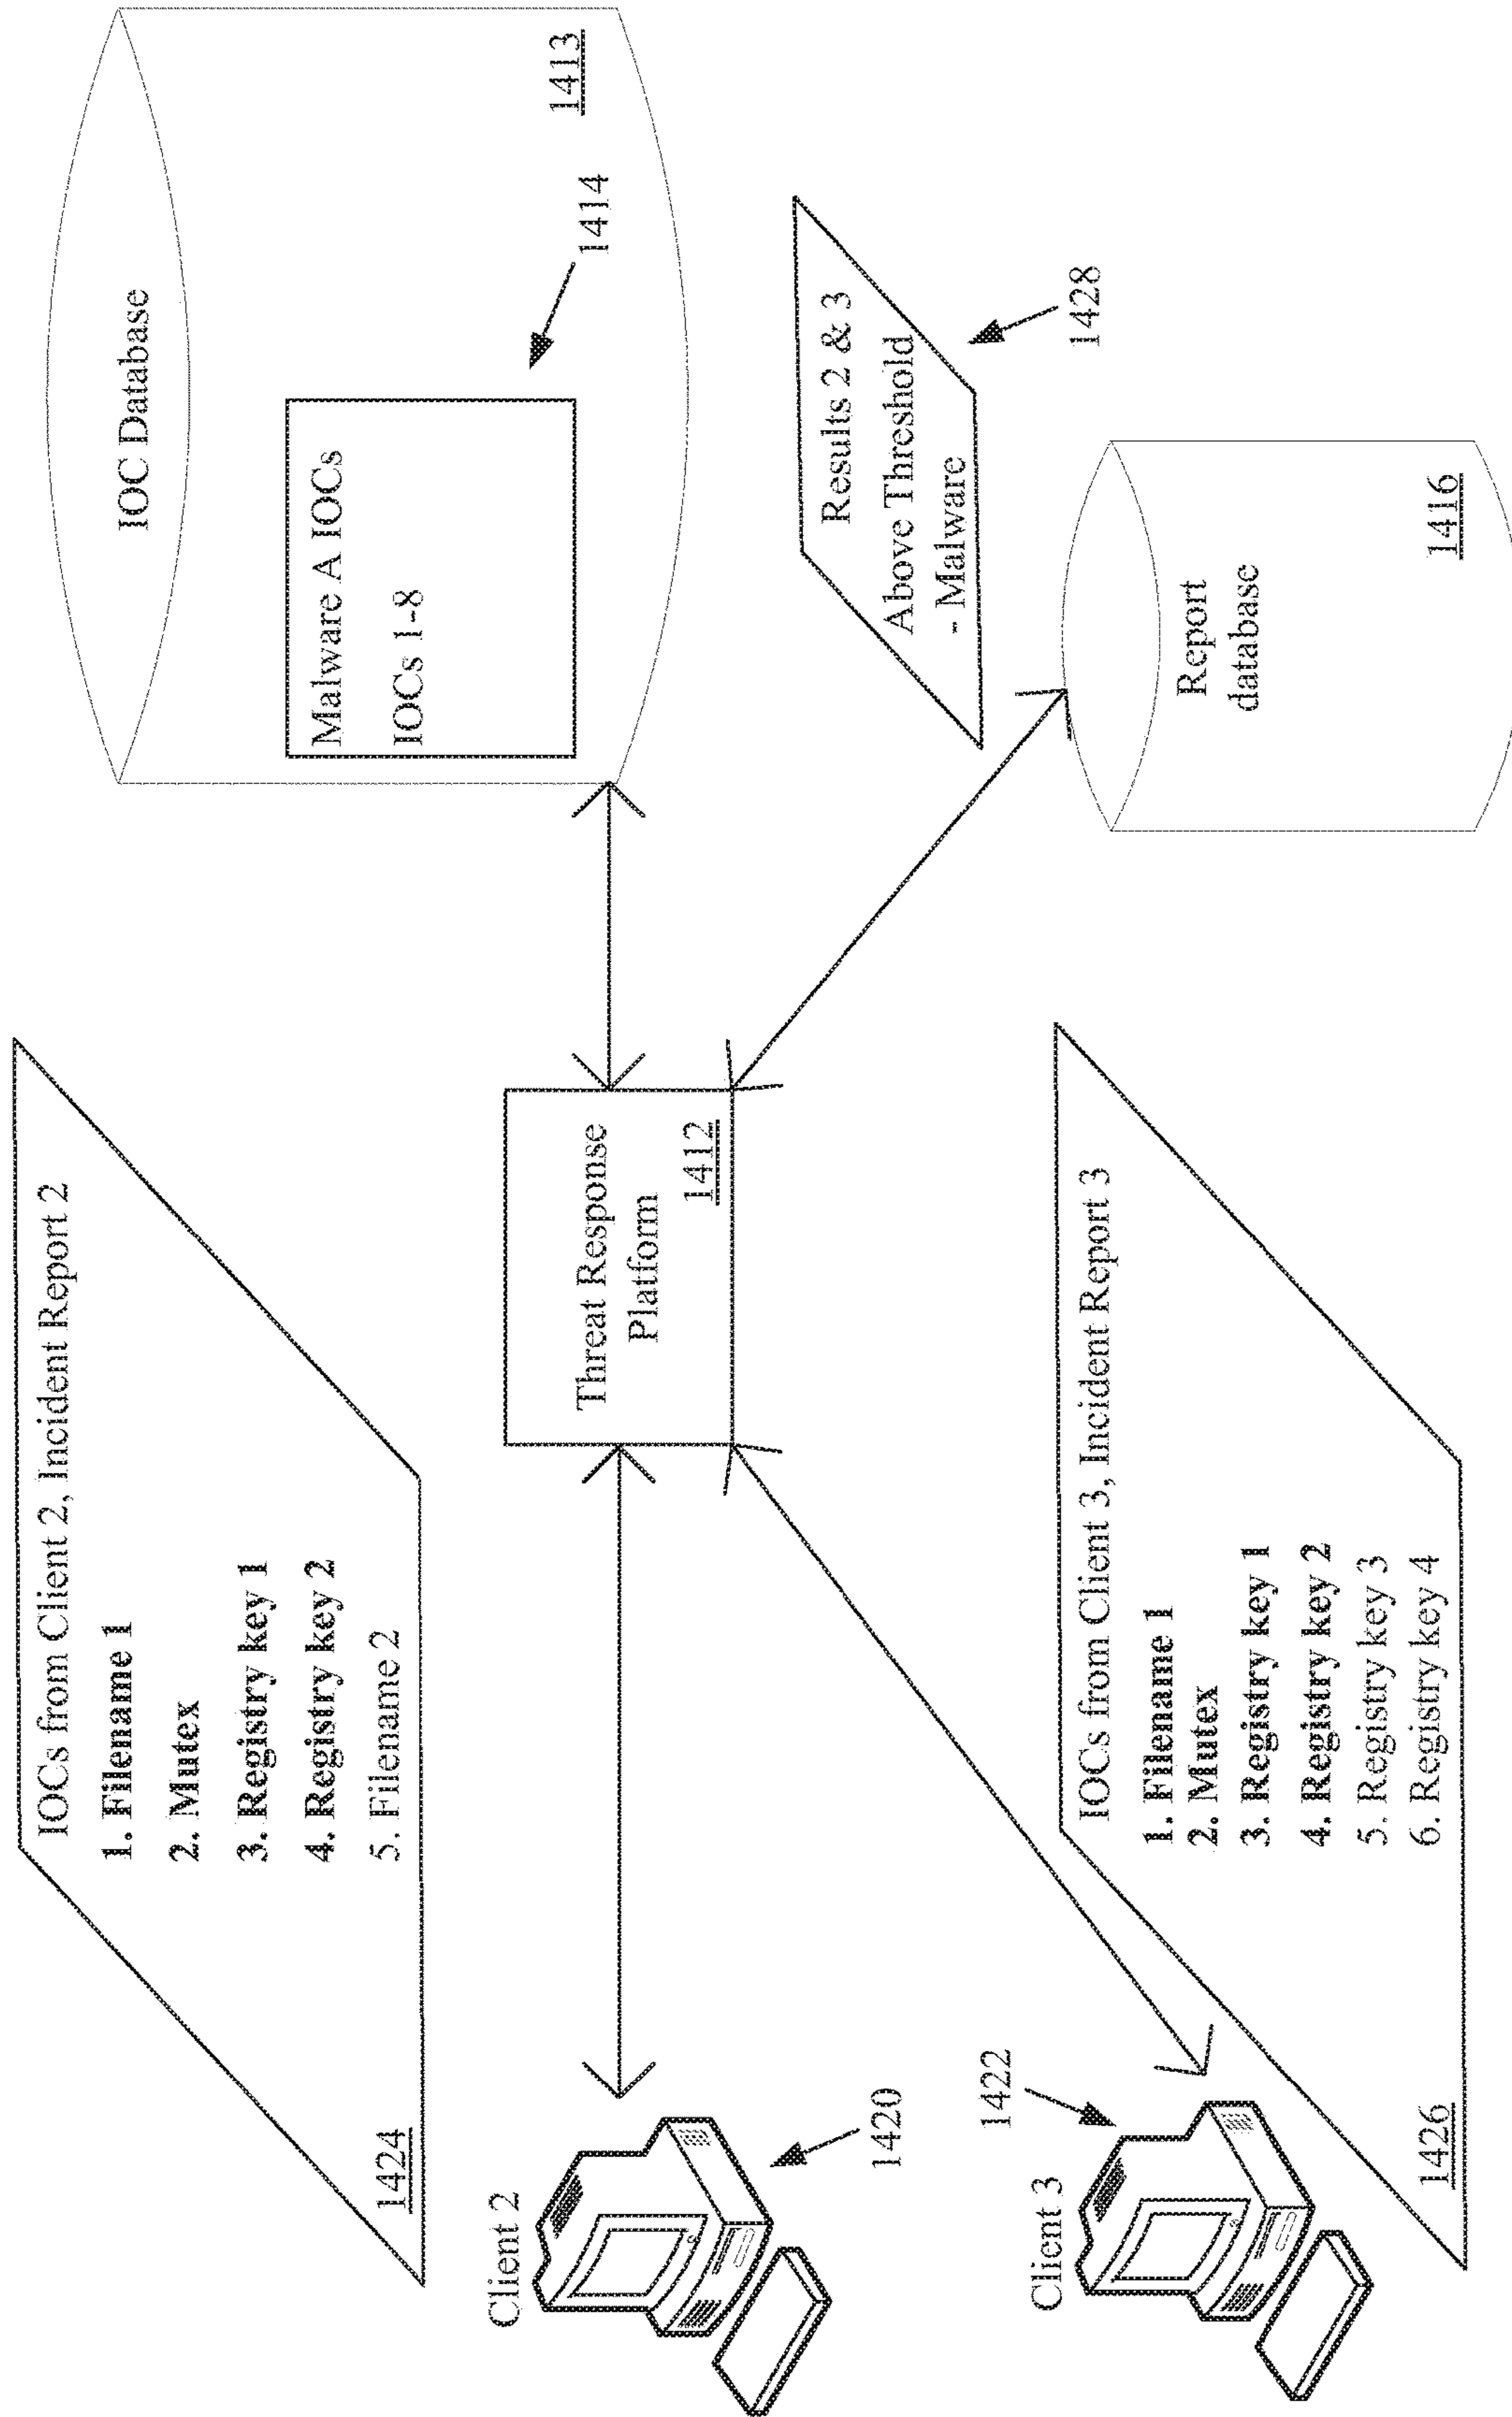 IOCs from Client 2, Incident Report 2
1. Filename 1
2. Mutex
3. Registry key 1
4. Registry key 2
5. Filename 2
1424
IOC Database
Malware A IOCs
IOCs 1-8
1414
1413
Client 2
1420
Threat Response
Platform
1412
Results 2 & 3
Above Threshold
- Malware
1428
Client 3
1422
IOCs from Client 3, Incident Report 3
1. Filename 1
2. Mutex
3. Registry key 1
4. Registry key 2
5. Registry key 3
6. Registry key 4
1426
Report
database
1416